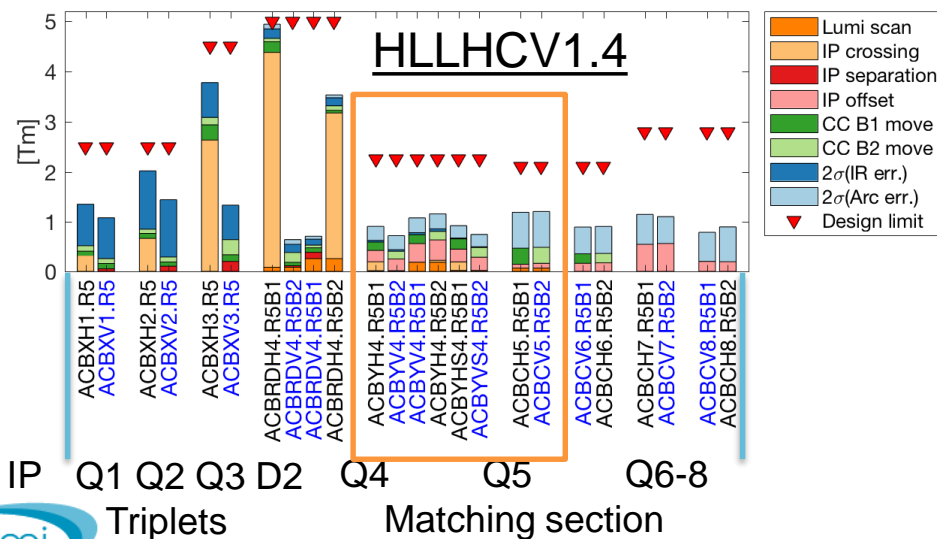 HLLHCV1.4
[Tm]
5
4
3
2
1
0
Lumi scan
IP crossing
IP separation
IP offset
CC B1 move
CC B2 move
2σ(IR err.)
2σ(Arc err.)
Design limit
ACBXH1.R5
ACBXV1.R5
ACBXH2.R5
ACBXV2.R5
ACBXH3.R5
ACBXV3.R5
ACBRDH4.R5B1
ACBRDV4.R5B2
ACBRDV4.R5B1
ACBRDH4.R5B2
ACBYH4.R5B1
ACBYV4.R5B2
ACBYV4.R5B1
ACBYH4.R5B2
ACBYHS4.R5B1
ACBYVS4.R5B2
ACBCH5.R5B1
ACBCV5.R5B2
ACBCV6.R5B1
ACBCH6.R5B2
ACBCH7.R5B1
ACBCV7.R5B2
ACBCV8.R5B1
ACBCH8.R5B2
IP Q1 Q2 Q3 D2 Q4 Q5 Q6-8
Triplets Matching section